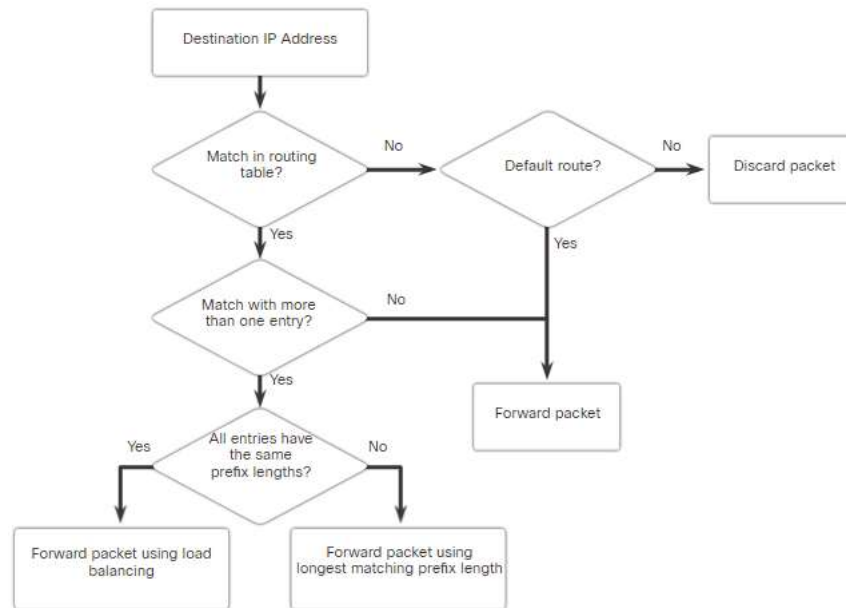 Destination IP Address
No
No
Match in routing
table?
Default route?
Discard packet
Yes
Yes
Match with more
than one entry?
No
Yes
Forward packet
Yes
All entries have
the same
prefix lengths?
No
Forward packet using load
balancing
Forward packet using
longest matching prefix length